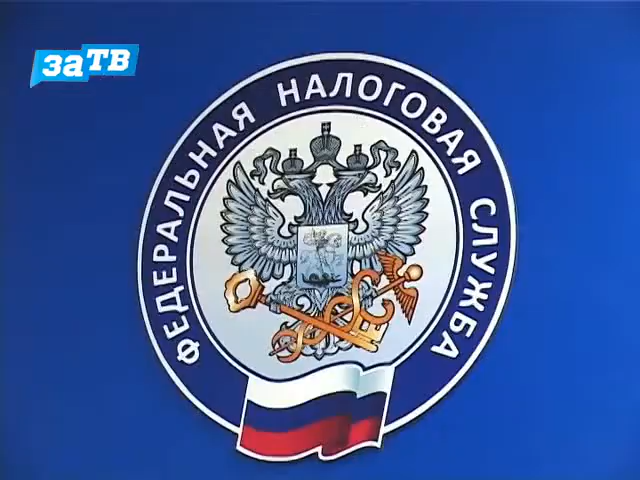 заТВ
ФЕДЕРАЛЬНАЯ НАЛОГОВАЯ СЛУЖБА